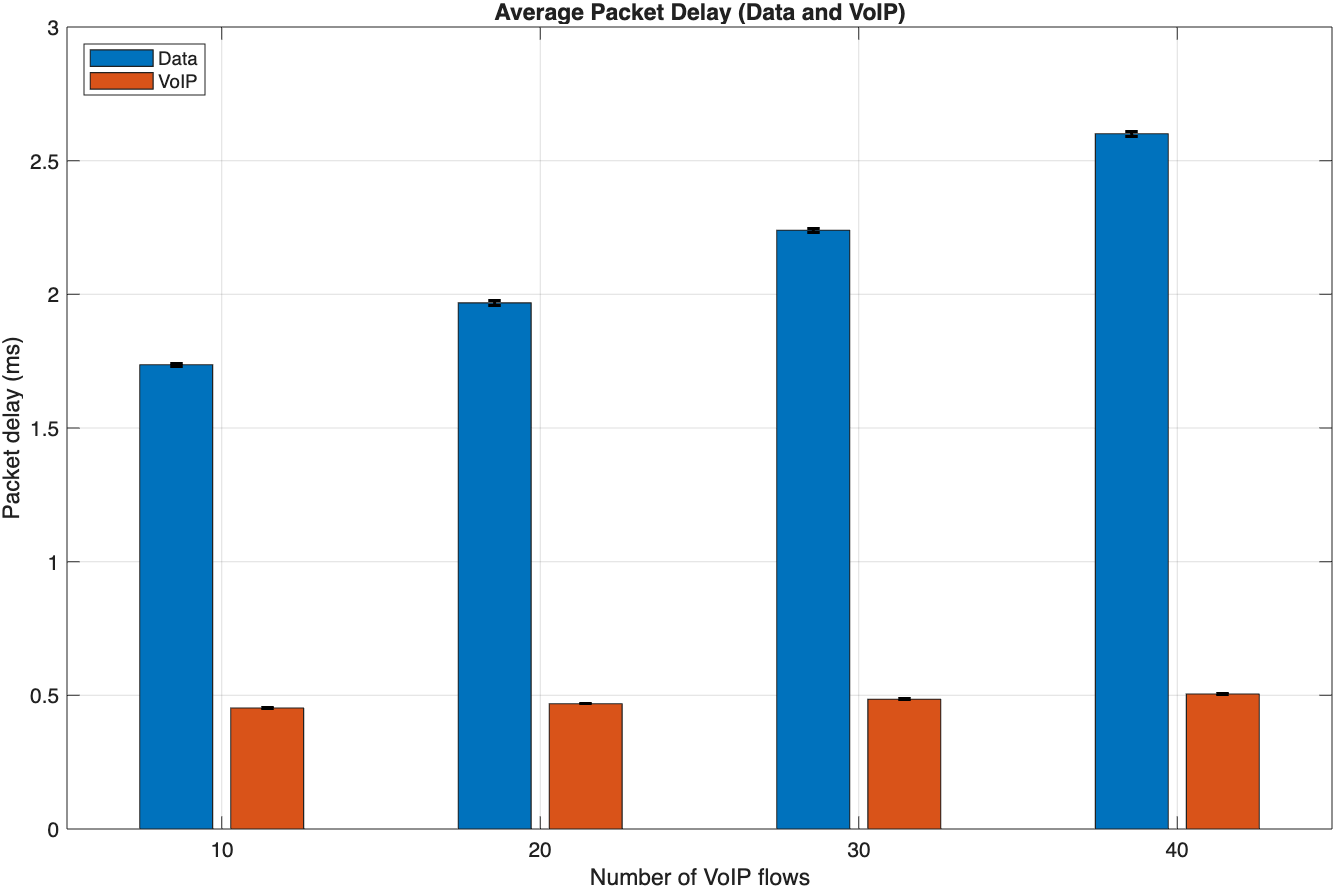 Average Packet Delay (Data and VoIP)
Data
VoIP
3
2.5
2
1.5
1
0.5
0
Packet delay (ms)
10 20 30 40
Number of VoIP flows